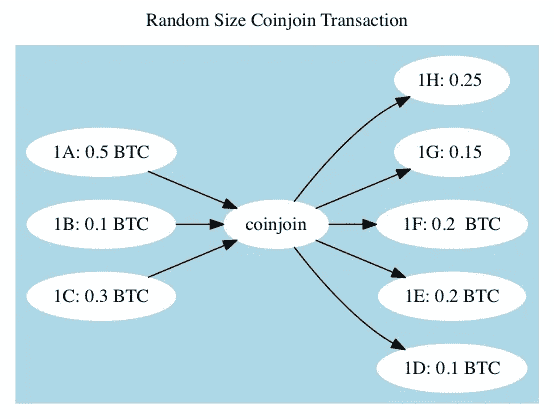 Random Size Coinjoin Transaction
1H: 0.25
1A: 0.5 BTC
1G: 0.15
1B: 0.1 BTC
coinjoin
1F: 0.2  BTC
1C: 0.3 BTC
1E: 0.2 BTC
1D: 0.1 BTC